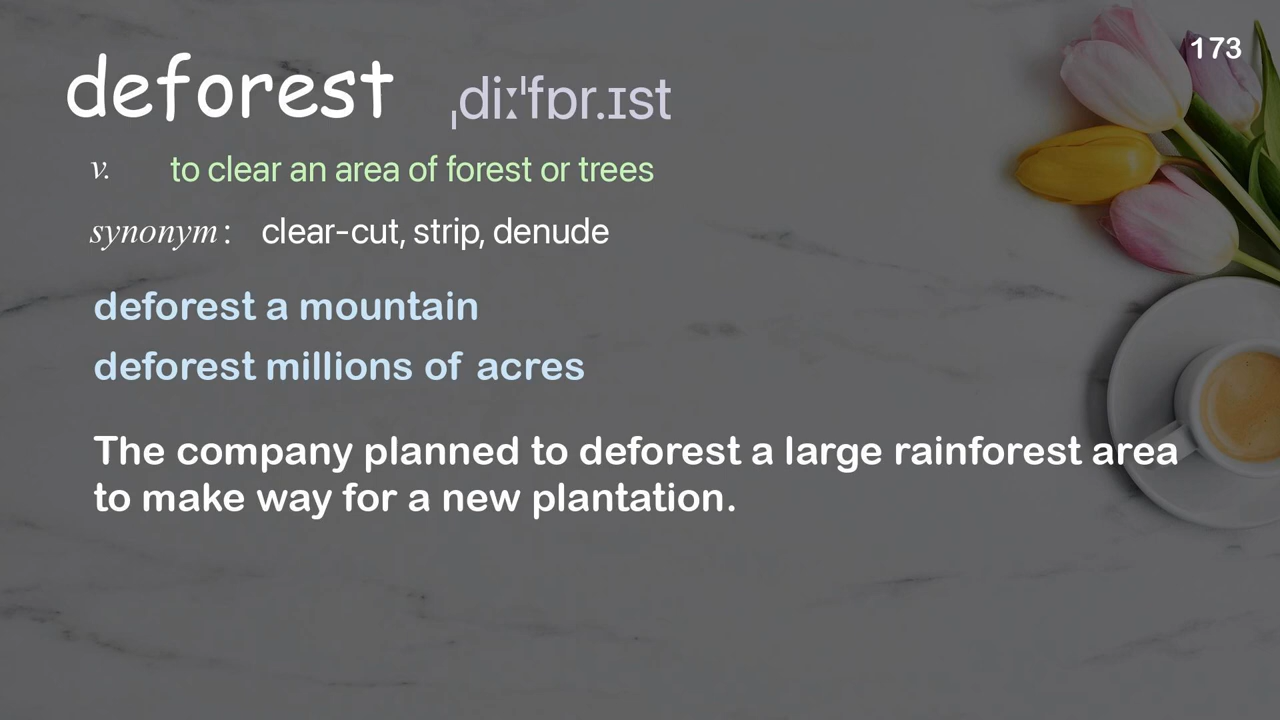 173
deforest ˌdiːˈfɒr.ɪst
v. to clear an area of forest or trees
synonym: clear-cut, strip, denude
deforest a mountain
deforest millions of acres
The company planned to deforest a large rainforest area
to make way for a new plantation.